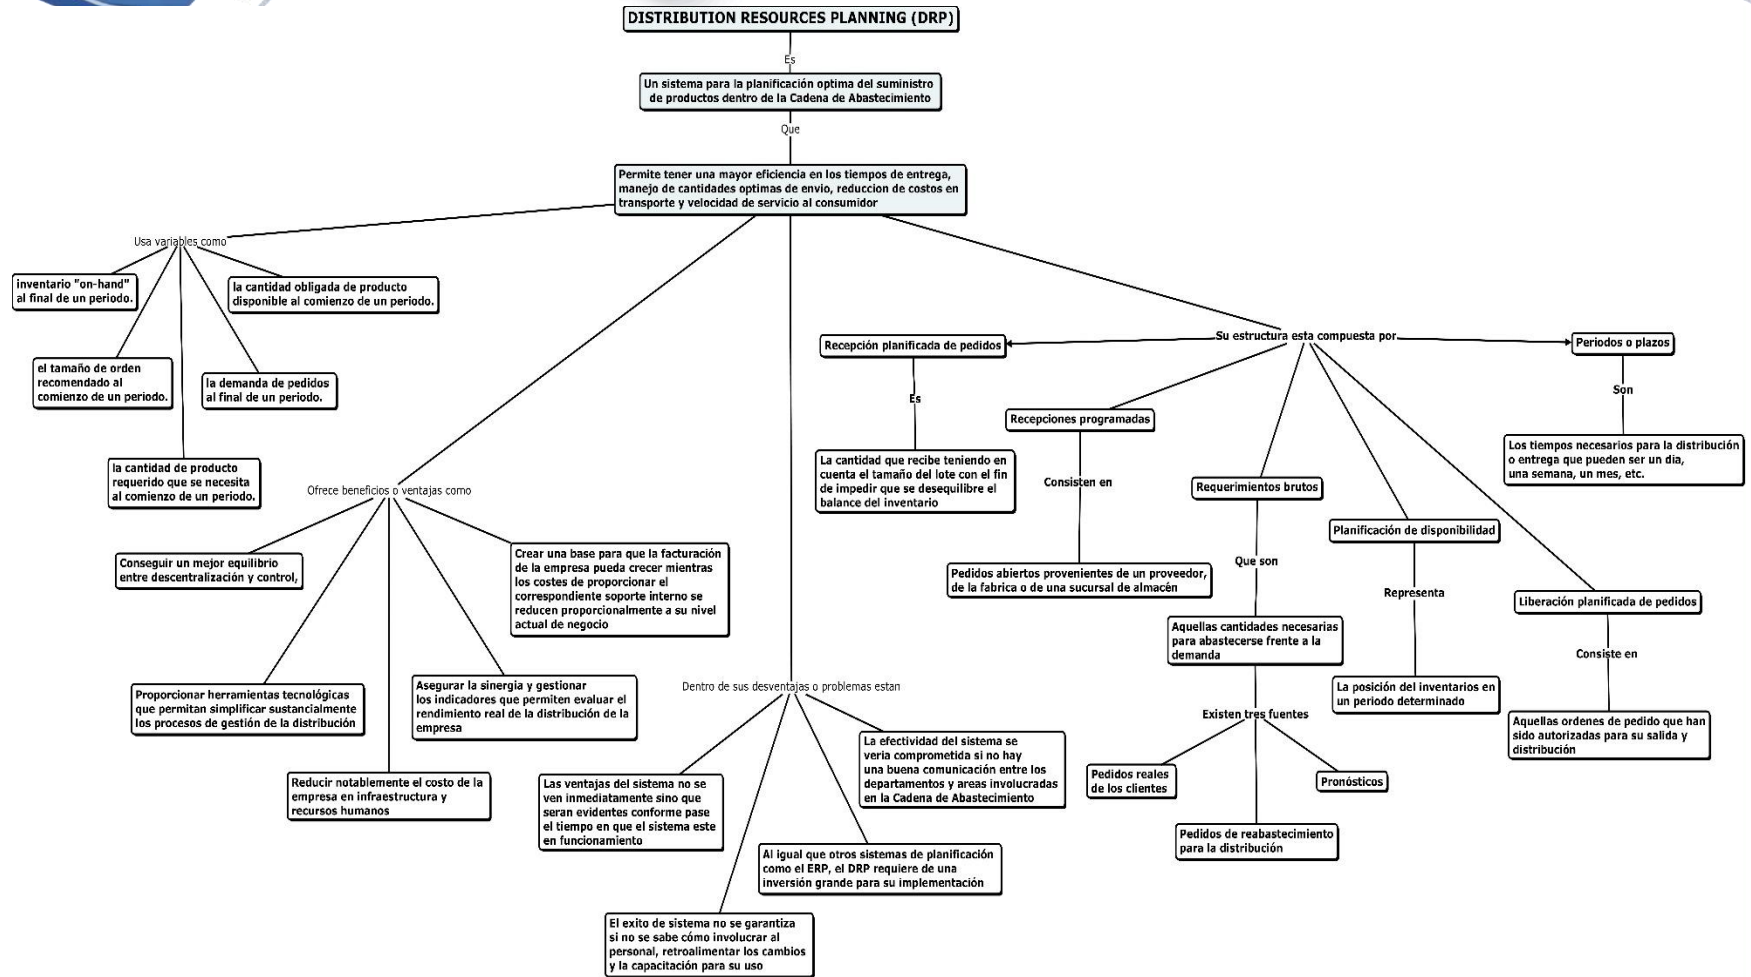 DISTRIBUTION RESOURCES PLANNING (DRP)
Es
Un sistema para la planificación optima del suministro
de productos dentro de la Cadena de Abastecimiento
Que
Permite tener una mayor eficiencia en los tiempos de entrega,
manejo de cantidades optimas de envio, reduccion de costos en
transporte y velocidad de servicio al consumidor
Usa variables como
inventario "on-hand"
al final de un periodo.
la cantidad obligada de producto
disponible al comienzo de un periodo.
el tamaño de orden
recomendado al
comienzo de un periodo.
la demanda de pedidos
al final de un periodo.
la cantidad de producto
requerido que se necesita
al comienzo de un periodo.
Ofrece beneficios o ventajas como
Conseguir un mejor equilibrio
entre descentralización y control,
Crear una base para que la facturación
de la empresa pueda crecer mientras
los costes de proporcionar el
correspondiente soporte interno se
reducen proporcionalmente a su nivel
actual de negocio
Proporcionar herramientas tecnológicas
que permitan simplificar sustancialmente
los procesos de gestión de la distribución
Asegurar la sinergia y gestionar
los indicadores que permiten evaluar el
rendimiento real de la distribución de la
empresa
Reducir notablemente el costo de la
empresa en infraestructura y
recursos humanos
Dentro de sus desventajas o problemas estan
Las ventajas del sistema no se
ven inmediatamente sino que
seran evidentes conforme pase
el tiempo en que el sistema este
en funcionamiento
La efectividad del sistema se
veria comprometida si no hay
una buena comunicación entre los
departamentos y areas involucradas
en la Cadena de Abastecimiento
Al igual que otros sistemas de planificación
como el ERP, el DRP requiere de una
inversión grande para su implementación
El exito de sistema no se garantiza
si no se sabe cómo involucrar al
personal, retroalimentar los cambios
y la capacitación para su uso
Su estructura esta compuesta por
Recepción planificada de pedidos
Es
La cantidad que recibe teniendo en
cuenta el tamaño del lote con el fin
de impedir que se desequilibre el
balance del inventario
Recepciones programadas
Consisten en
Pedidos abiertos provenientes de un proveedor,
de la fabrica o de una sucursal de almacén
Requerimientos brutos
Que son
Aquellas cantidades necesarias
para abastecerse frente a la
demanda
Existen tres fuentes
Pedidos reales
de los clientes
Pedidos de reabastecimiento
para la distribución
Pronósticos
Planificación de disponibilidad
Representa
La posición del inventarios en
un periodo determinado
Liberación planificada de pedidos
Consiste en
Aquellas ordenes de pedido que han
sido autorizadas para su salida y
distribución
Periodos o plazos
Son
Los tiempos necesarios para la distribución
o entrega que pueden ser un dia,
una semana, un mes, etc.